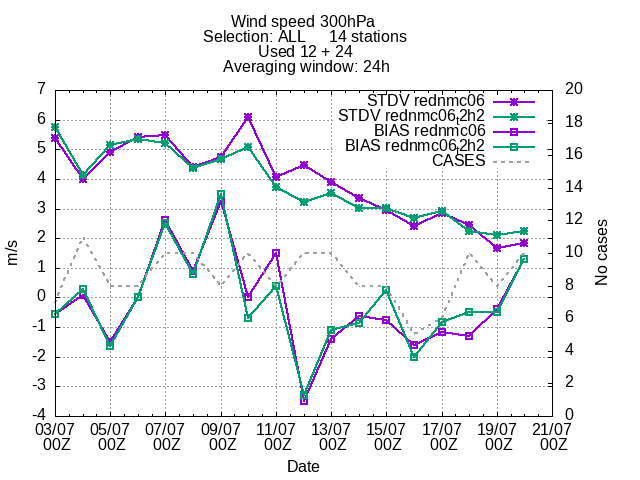 Wind speed 300hPa
Selection: ALL 14 stations
Used 12 + 24
Averaging window: 24h
STDV rednmc06
STDV rednmc06t2h2
BIAS rednmc06
BIAS rednmc06t2h2
CASES
7
6
5
4
3
2
1
0
-1
-2
-3
-4
m/s
20
18
16
14
12
10
8
6
4
2
0
No cases
03/07 05/07 07/07 09/07 11/07 13/07 15/07 17/07 19/07 21/07
00Z 00Z 00Z 00Z 00Z 00Z 00Z 00Z 00Z 00Z
Date